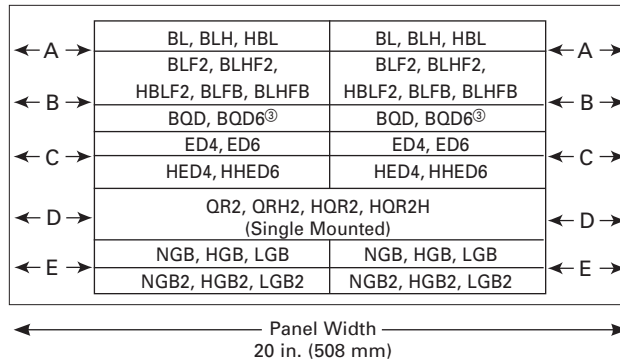 A BL, BLH, HBL BL, BLH, HBL A
BLF2, BLHF2, BLF2, BLHF2,
B HBLF2, BLFB, BLHFB HBLF2, BLFB, BLHFB B
BQD, BQD6③ BQD, BQD6③
C ED4, ED6 ED4, ED6 C
HED4, HHED6 HED4, HHED6
D QR2, QRH2, HQR2, HQR2H D
(Single Mounted)
E NGB, HGB, LGB NGB, HGB, LGB E
NGB2, HGB2, LGB2 NGB2, HGB2, LGB2
Panel Width
20 in. (508 mm)